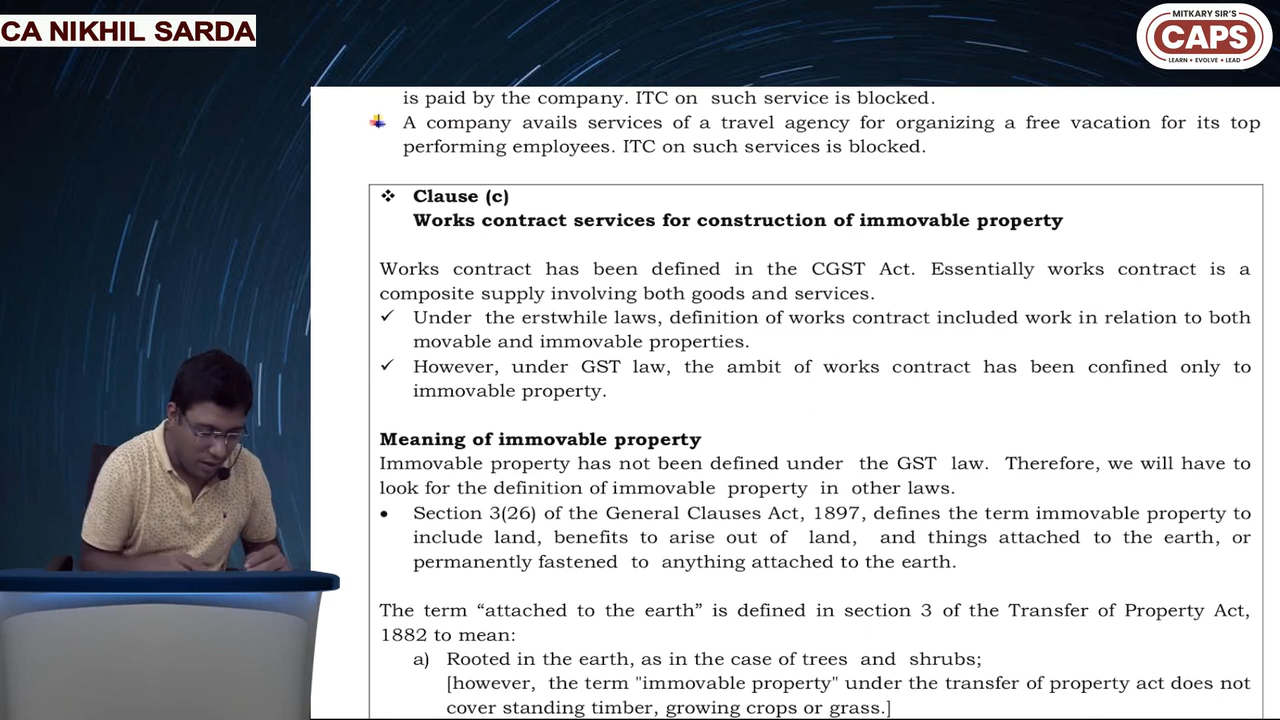 CA NIKHIL SARDA
MITKARY SIR'S
CAPS
LEARN • EVOLVE • LEAD
is paid by the company. ITC on such service is blocked.
A company avails services of a travel agency for organizing a free vacation for its top
performing employees. ITC on such services is blocked.
❖ Clause (c)
Works contract services for construction of immovable property
Works contract has been defined in the CGST Act. Essentially works contract is a
composite supply involving both goods and services.
✓ Under the erstwhile laws, definition of works contract included work in relation to both
movable and immovable properties.
✓ However, under GST law, the ambit of works contract has been confined only to
immovable property.
Meaning of immovable property
Immovable property has not been defined under the GST law. Therefore, we will have to
look for the definition of immovable property in other laws.
• Section 3(26) of the General Clauses Act, 1897, defines the term immovable property to
include land, benefits to arise out of land, and things attached to the earth, or
permanently fastened to anything attached to the earth.
The term “attached to the earth” is defined in section 3 of the Transfer of Property Act,
1882 to mean:
a) Rooted in the earth, as in the case of trees and shrubs;
[however, the term "immovable property" under the transfer of property act does not
cover standing timber, growing crops or grass.]